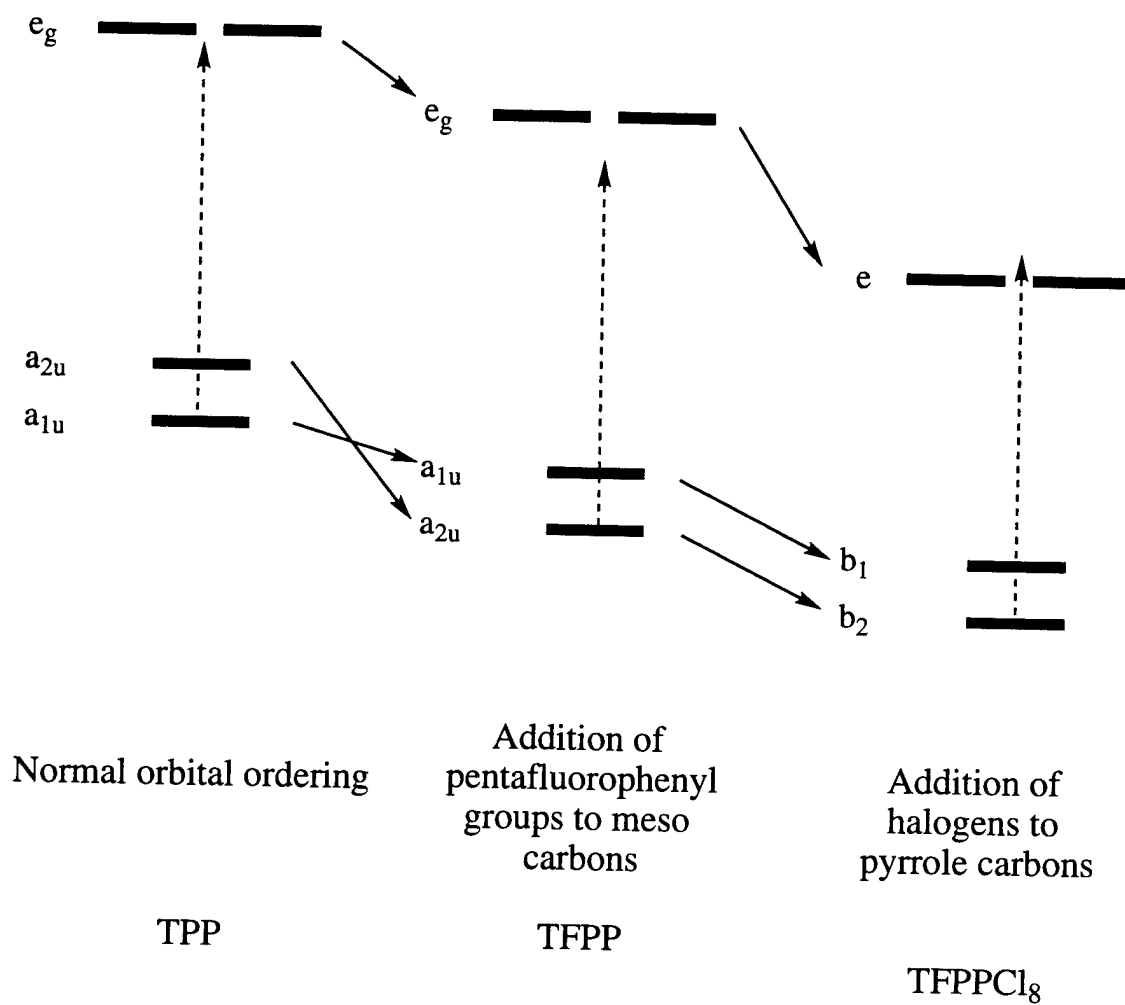 e_g
e_g
e
a_2u
a_1u
a_1u
a_2u
b_1
b_2
Normal orbital ordering
TPP
Addition of
pentafluorophenyl
groups to meso
carbons
TFPP
Addition of
halogens to
pyrrole carbons
TFPPCl_8